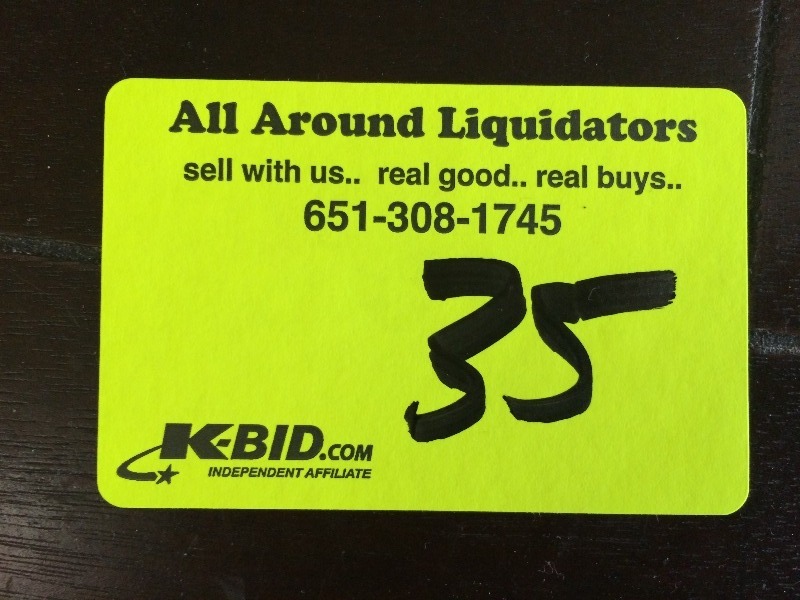 All Around Liquidators
sell with us.. real good.. real buys..
651-308-1745
35
K-BID.COM
INDEPENDENT AFFILIATE